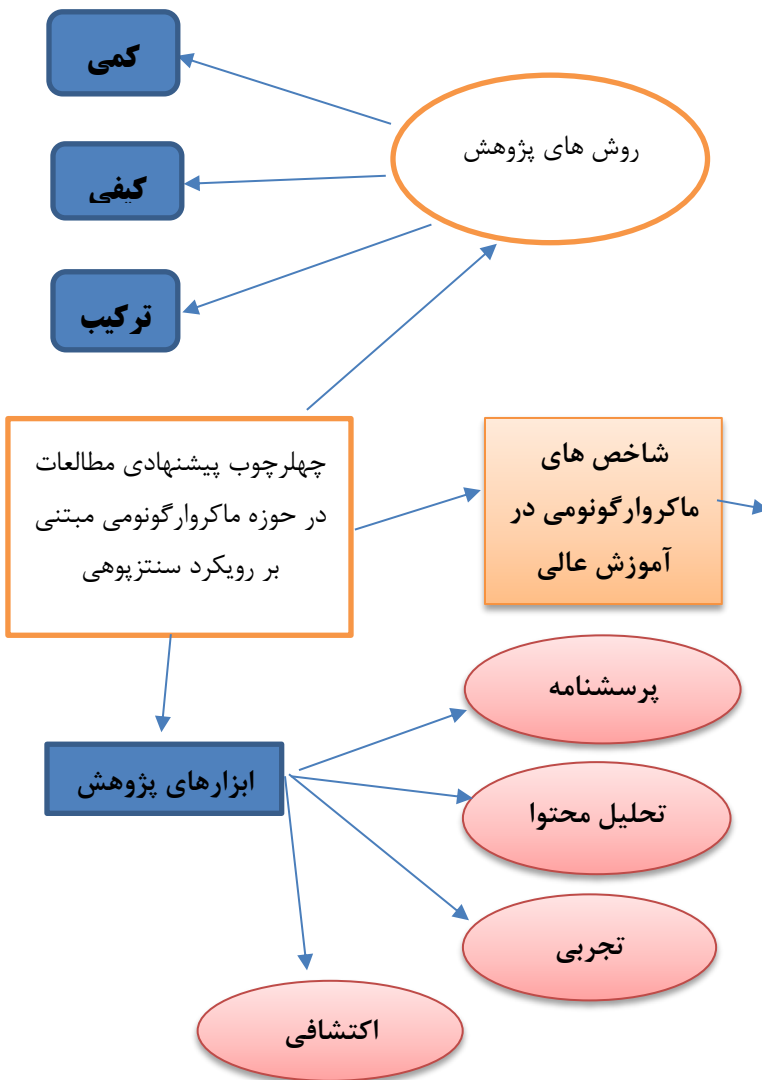 کمی
روش های پژوهش
کیفی
ترکیب
چهلرچوب پیشنهادی مطالعات
در حوزه ماکروارگونومی مبتنی
بر رویکرد سنتزپوهی
شاخص های
ماکروارگونومی در
آموزش عالی
پرسشنامه
ابزارهای پژوهش
تحلیل محتوا
تجربی
اکتشافی